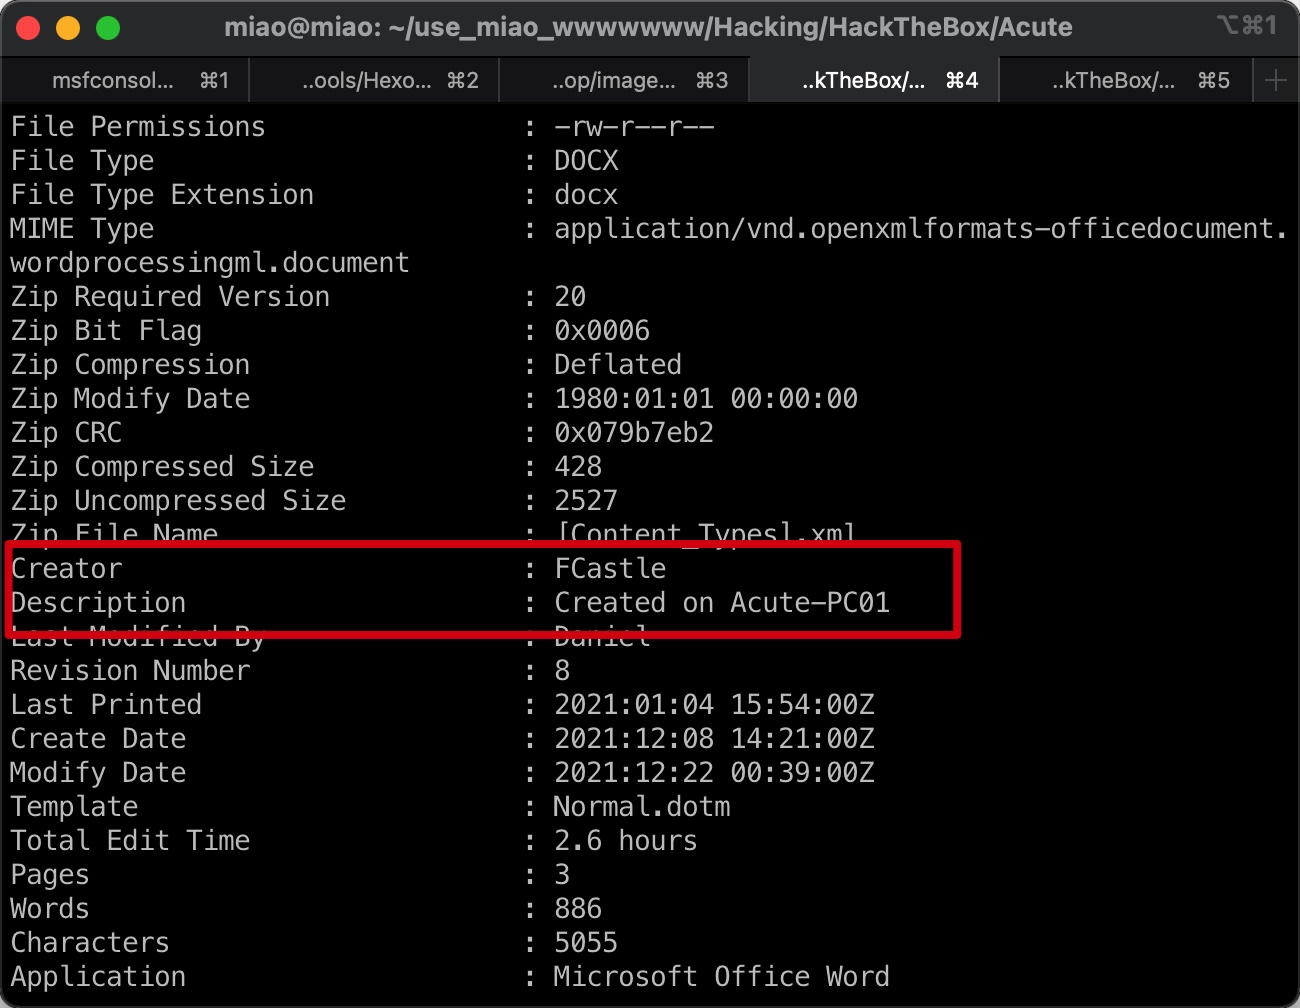 miao@miao: ~/use_miao_wwwwwww/Hacking/HackTheBox/Acute ⌥⌘1
msfconsol... ⌘1 ..ools/Hexo... ⌘2 ..op/image... ⌘3 ..kTheBox/... ⌘4 ..kTheBox/... ⌘5 +
File Permissions : -rw-r--r--
File Type : DOCX
File Type Extension : docx
MIME Type : application/vnd.openxmlformats-officedocument.
wordprocessingml.document
Zip Required Version : 20
Zip Bit Flag : 0x0006
Zip Compression : Deflated
Zip Modify Date : 1980:01:01 00:00:00
Zip CRC : 0x079b7eb2
Zip Compressed Size : 428
Zip Uncompressed Size : 2527
Zip File Name : [Content_Types].xml
Creator : FCastle
Description : Created on Acute-PC01
Last Modified By : Daniel
Revision Number : 8
Last Printed : 2021:01:04 15:54:00Z
Create Date : 2021:12:08 14:21:00Z
Modify Date : 2021:12:22 00:39:00Z
Template : Normal.dotm
Total Edit Time : 2.6 hours
Pages : 3
Words : 886
Characters : 5055
Application : Microsoft Office Word